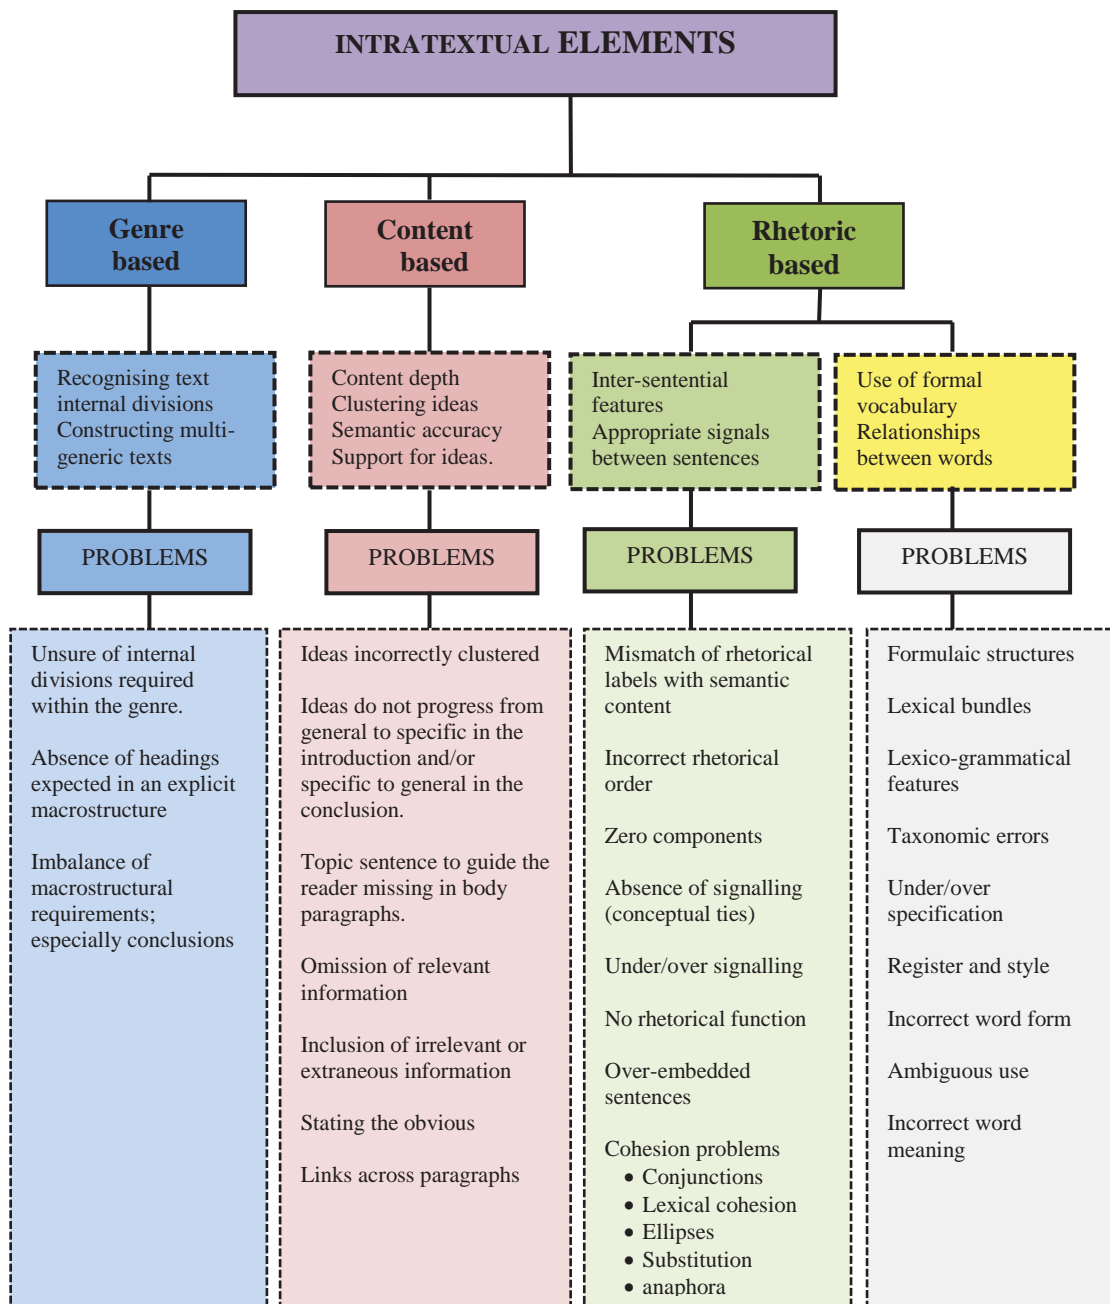 INTRATEXTUAL ELEMENTS
Genre
based
Content
based
Rhetoric
based
Recognising text
internal divisions
Constructing multi-
generic texts
Content depth
Clustering ideas
Semantic accuracy
Support for ideas.
Inter-sentential
features
Appropriate signals
between sentences
Use of formal
vocabulary
Relationships
between words
PROBLEMS
PROBLEMS
PROBLEMS
PROBLEMS
Unsure of internal
divisions required
within the genre.
Absence of headings
expected in an explicit
macrostructure
Imbalance of
macrostructural
requirements;
especially conclusions
Ideas incorrectly clustered
Ideas do not progress from
general to specific in the
introduction and/or
specific to general in the
conclusion.
Topic sentence to guide the
reader missing in body
paragraphs.
Omission of relevant
information
Inclusion of irrelevant or
extraneous information
Stating the obvious
Links across paragraphs
Mismatch of rhetorical
labels with semantic
content
Incorrect rhetorical
order
Zero components
Absence of signalling
(conceptual ties)
Under/over signalling
No rhetorical function
Over-embedded
sentences
Cohesion problems
• Conjunctions
• Lexical cohesion
• Ellipses
• Substitution
• anaphora
Formulaic structures
Lexical bundles
Lexico-grammatical
features
Taxonomic errors
Under/over
specification
Register and style
Incorrect word form
Ambiguous use
Incorrect word
meaning